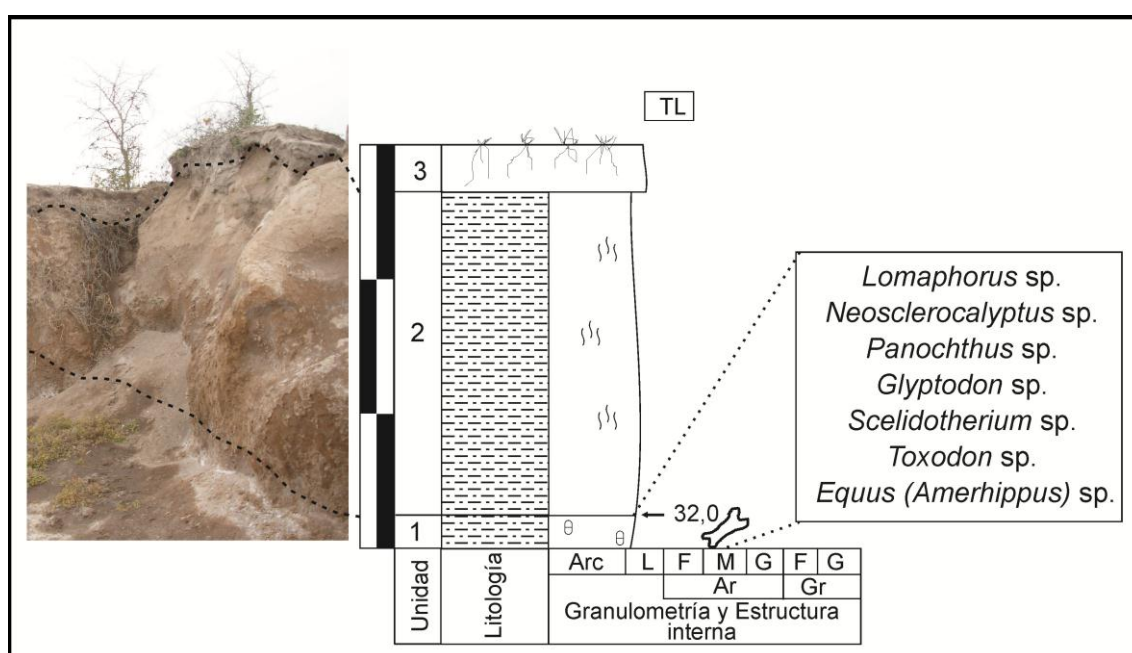 TL
3
2
1
32,0
Lomaphorus sp.
Neosclerocalyptus sp.
Panochthus sp.
Glyptodon sp.
Scelidotherium sp.
Toxodon sp.
Equus (Amerhippus) sp.
Arc L F M G F G
Ar Gr
Unidad
Litología
Granulometría y Estructura
interna